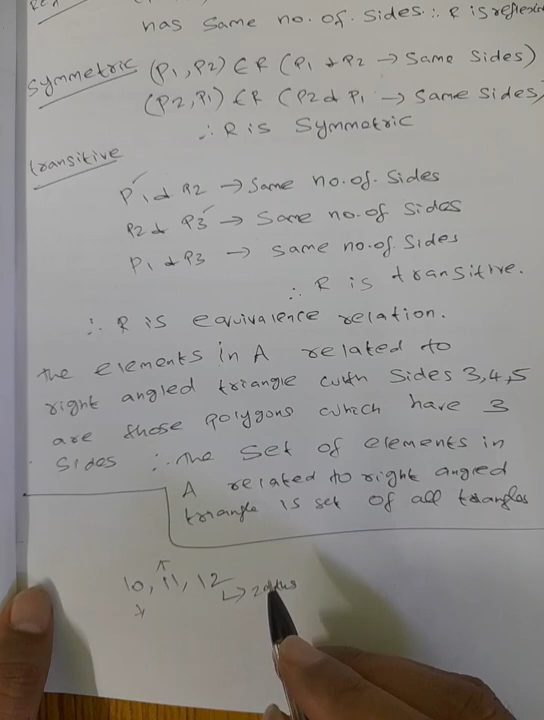 has same no. of. sides ∴ R is reflexiv
Symmetric (P1, P2) ∈ R (P1 & P2 → Same Sides)
(P2, P1) ∈ R (P2 & P1 → Same sides)
∴ R is Symmetric
transitive
P1 & P2 → Same no. of. sides
P2 & P3 → Same no. of sides
P1 & P3 → Same no. of. Sides
∴ R is transitive.
∴ R is equivalence relation.
the elements in A related to
right angled triangle with sides 3,4,5
are those polygons which have 3
Sides ∴ The set of elements in
A related to right angled
triangle is set of all triangles
10, 11, 12